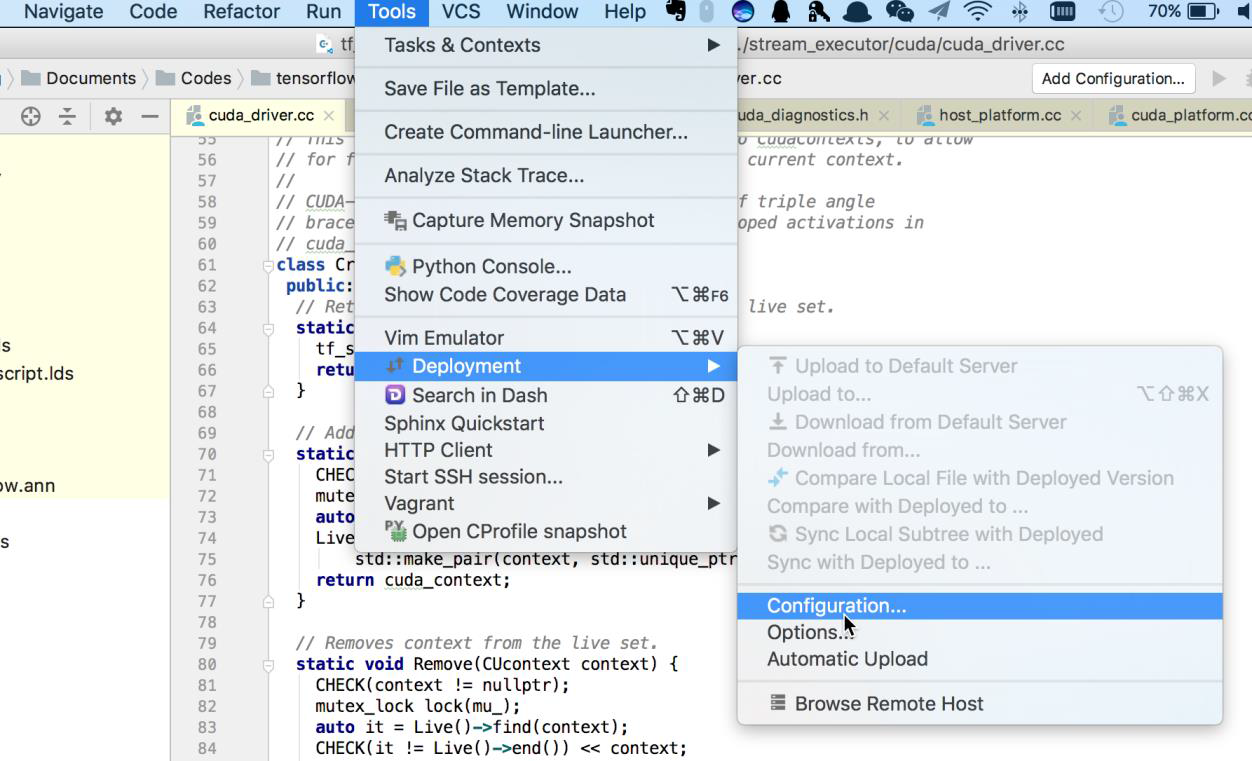 Navigate Code Refactor Run Tools VCS Window Help 70%
tf ./stream_executor/cuda/cuda_driver.cc
Documents Codes tensorflow ver.cc Add Configuration...
cuda_driver.cc uda_diagnostics.h host_platform.cc cuda_platform.cc
Tasks & Contexts
Save File as Template...
Create Command-line Launcher...
Analyze Stack Trace...
Capture Memory Snapshot
Python Console...
Show Code Coverage Data ⌥⌘F6
Vim Emulator ⌥⌘V
Deployment
Search in Dash ⇧⌘D
Sphinx Quickstart
HTTP Client
Start SSH session...
Vagrant
Open CProfile snapshot
Upload to Default Server
Upload to... ⌥⇧⌘X
Download from Default Server
Download from...
Compare Local File with Deployed Version
Compare with Deployed to ...
Sync Local Subtree with Deployed
Sync with Deployed to ...
Configuration...
Options...
Automatic Upload
Browse Remote Host
s
script.lds
ow.ann
s
55 // This o CudaContexts, to allow
56 // for f current context.
57 //
58 // CUDA- f triple angle
59 // brace oped activations in
60 // cuda_
61 class Cr
62 public:
63 // Ret live set.
64 static
65 tf_s
66 retu
67 }
68
69 // Add
70 static
71 CHEC
72 mute
73 auto
74 Live
75 std::make_pair(context, std::unique_ptr
76 return cuda_context;
77 }
78
79 // Removes context from the live set.
80 static void Remove(CUcontext context) {
81 CHECK(context != nullptr);
82 mutex_lock lock(mu_);
83 auto it = Live()->find(context);
84 CHECK(it != Live()->end()) << context;